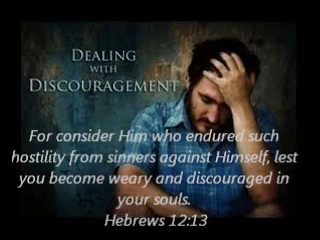 DEALING
WITH
DISCOURAGEMENT
For consider Him who endured such
hostility from sinners against Himself, lest
you become weary and discouraged in
your souls.
Hebrews 12:13